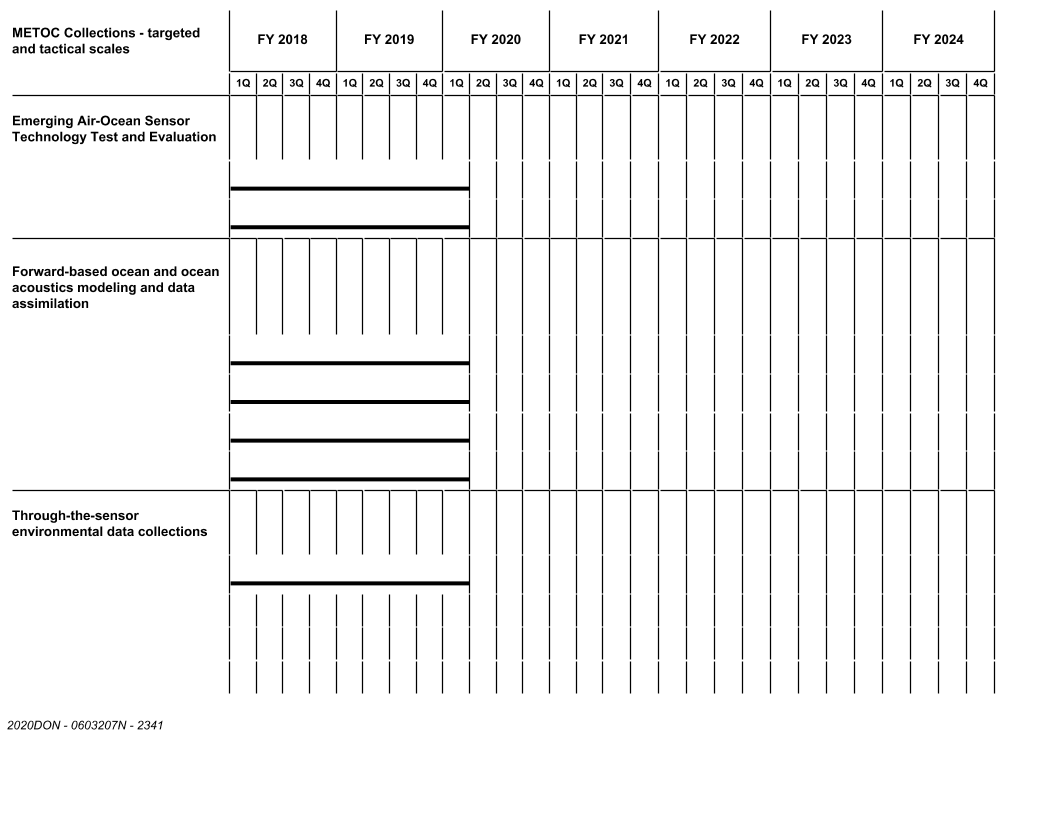 METOC Collections - targeted
and tactical scales
FY 2018 FY 2019 FY 2020 FY 2021 FY 2022 FY 2023 FY 2024
1Q 2Q 3Q 4Q 1Q 2Q 3Q 4Q 1Q 2Q 3Q 4Q 1Q 2Q 3Q 4Q 1Q 2Q 3Q 4Q 1Q 2Q 3Q 4Q 1Q 2Q 3Q 4Q
Emerging Air-Ocean Sensor
Technology Test and Evaluation
Forward-based ocean and ocean
acoustics modeling and data
assimilation
Through-the-sensor
environmental data collections
2020DON - 0603207N - 2341